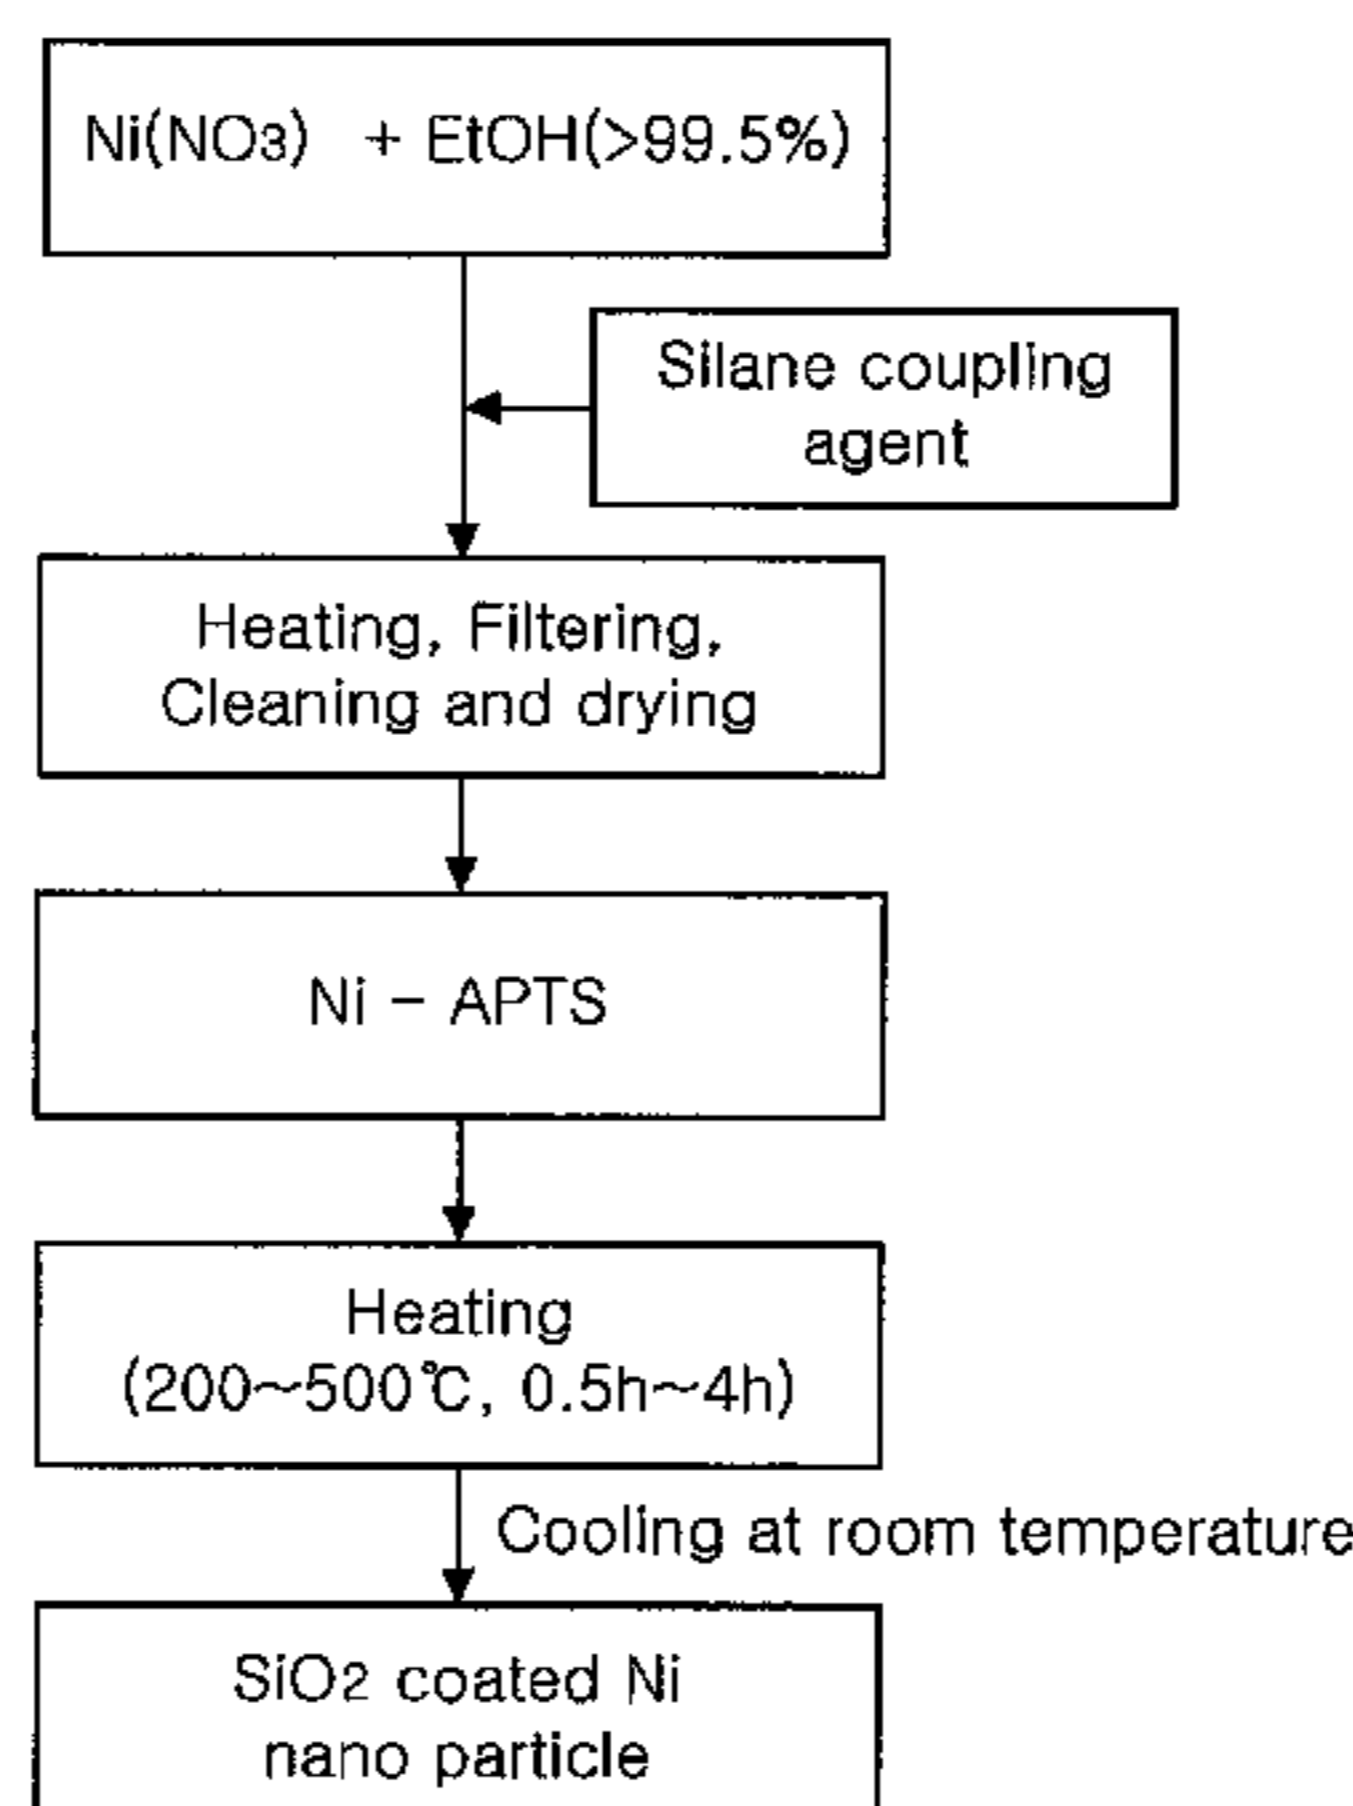 Ni(NO3) + EtOH(>99.5%)
Silane coupling
agent
Heating, Filtering,
Cleaning and drying
Ni - APTS
Heating
(200~500℃, 0.5h~4h)
Cooling at room temperature
SiO2 coated Ni
nano particle